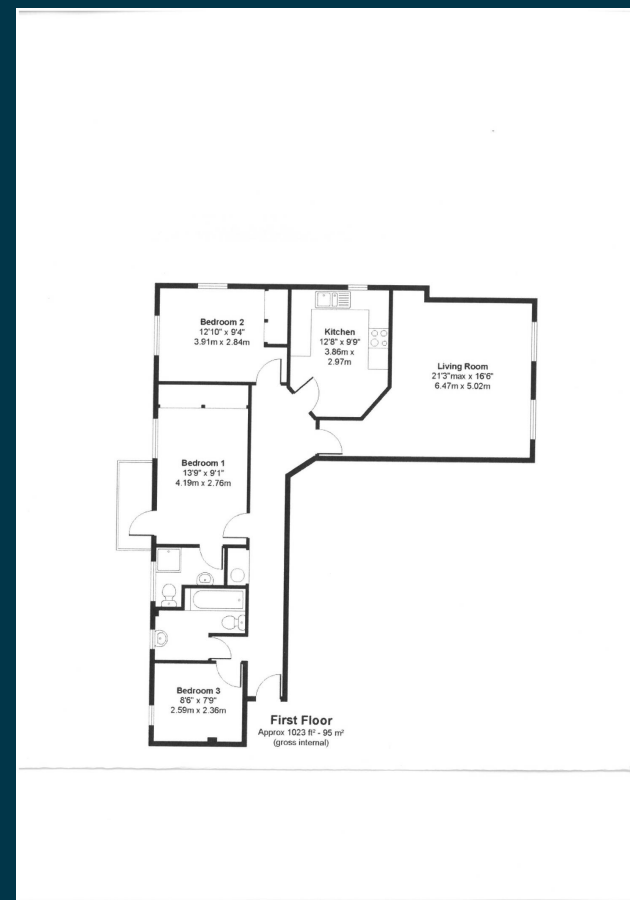 Bedroom 2
12'10" x 9'4"
3.91m x 2.84m
Kitchen
12'8" x 9'9"
3.86m x
2.97m
Living Room
21'3"max x 16'6"
6.47m x 5.02m
Bedroom 1
13'9" x 9'1"
4.19m x 2.76m
Bedroom 3
8'6" x 7'9"
2.59m x 2.36m
First Floor
Approx 1023 ft² - 95 m²
(gross internal)